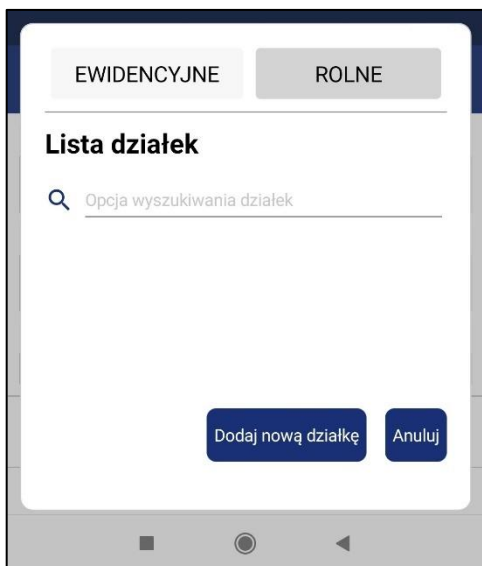 EWIDENCYJNE ROLNE
Lista działek
Opcja wyszukiwania działek
Dodaj nową działkę Anuluj